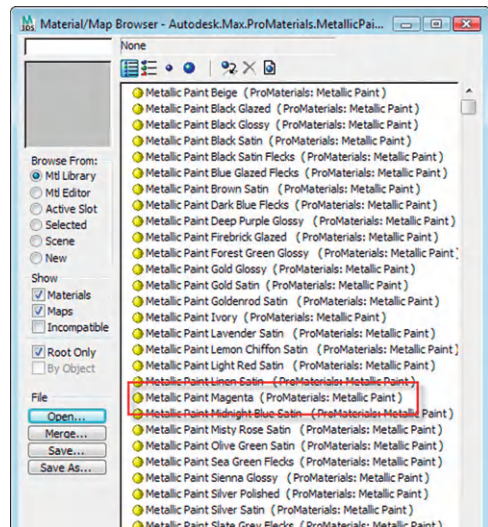 Material/Map Browser - Autodesk.Max.ProMaterials.MetallicPai...
None
Browse From:
Mtl Library
Mtl Editor
Active Slot
Selected
Scene
New
Show
Materials
Maps
Incompatible
Root Only
By Object
File
Open...
Merge...
Save...
Save As...
Metallic Paint Beige (ProMaterials: Metallic Paint)
Metallic Paint Black Glazed (ProMaterials: Metallic Paint)
Metallic Paint Black Glossy (ProMaterials: Metallic Paint)
Metallic Paint Black Satin (ProMaterials: Metallic Paint)
Metallic Paint Black Satin Flecks (ProMaterials: Metallic Paint)
Metallic Paint Blue Glazed Flecks (ProMaterials: Metallic Paint)
Metallic Paint Brown Satin (ProMaterials: Metallic Paint)
Metallic Paint Dark Blue Flecks (ProMaterials: Metallic Paint)
Metallic Paint Deep Purple Glossy (ProMaterials: Metallic Paint)
Metallic Paint Firebrick Glazed (ProMaterials: Metallic Paint)
Metallic Paint Forest Green Glossy (ProMaterials: Metallic Paint)
Metallic Paint Gold Glossy (ProMaterials: Metallic Paint)
Metallic Paint Gold Satin (ProMaterials: Metallic Paint)
Metallic Paint Goldenrod Satin (ProMaterials: Metallic Paint)
Metallic Paint Ivory (ProMaterials: Metallic Paint)
Metallic Paint Lavender Satin (ProMaterials: Metallic Paint)
Metallic Paint Lemon Chiffon Satin (ProMaterials: Metallic Paint)
Metallic Paint Light Red Satin (ProMaterials: Metallic Paint)
Metallic Paint Linen Satin (ProMaterials: Metallic Paint)
Metallic Paint Magenta (ProMaterials: Metallic Paint)
Metallic Paint Midnight Blue Satin (ProMaterials: Metallic Paint)
Metallic Paint Misty Rose Satin (ProMaterials: Metallic Paint)
Metallic Paint Olive Green Satin (ProMaterials: Metallic Paint)
Metallic Paint Sea Green Flecks (ProMaterials: Metallic Paint)
Metallic Paint Sienna Glossy (ProMaterials: Metallic Paint)
Metallic Paint Silver Polished (ProMaterials: Metallic Paint)
Metallic Paint Silver Satin (ProMaterials: Metallic Paint)
Metallic Paint Slate Grey Flecks (ProMaterials: Metallic Paint)